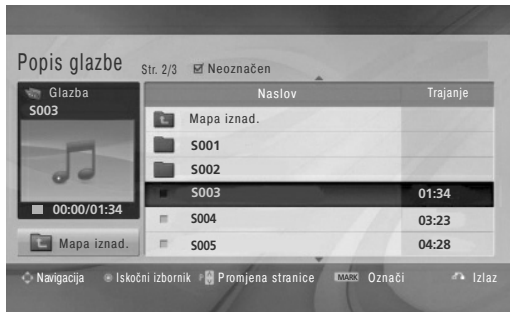 Popis glazbe Str. 2/3 Neoznačen
Glazba
S003
00:00/01:34
Mapa iznad.
Naslov Trajanje
Mapa iznad.
S001
S002
S003 01:34
S004 03:23
S005 04:28
Navigacija Iskočni izbornik P Promjena stranice MARK Označi Izlaz